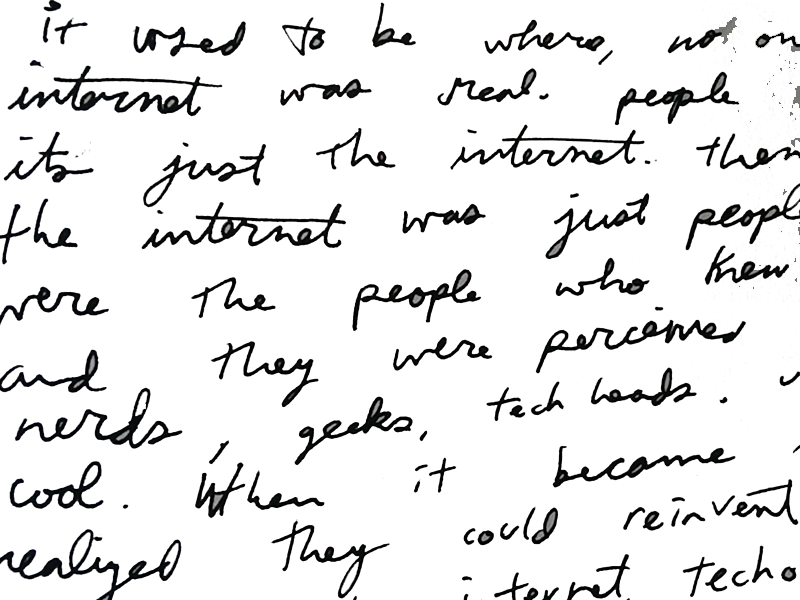 it used to be where, no on
internet was real. people
its just the internet. then
the internet was just peopl
were the people who knew
and they were perceived
nerds, geeks, tech heads.
cool. When it became
realized they could reinvent
internet techo